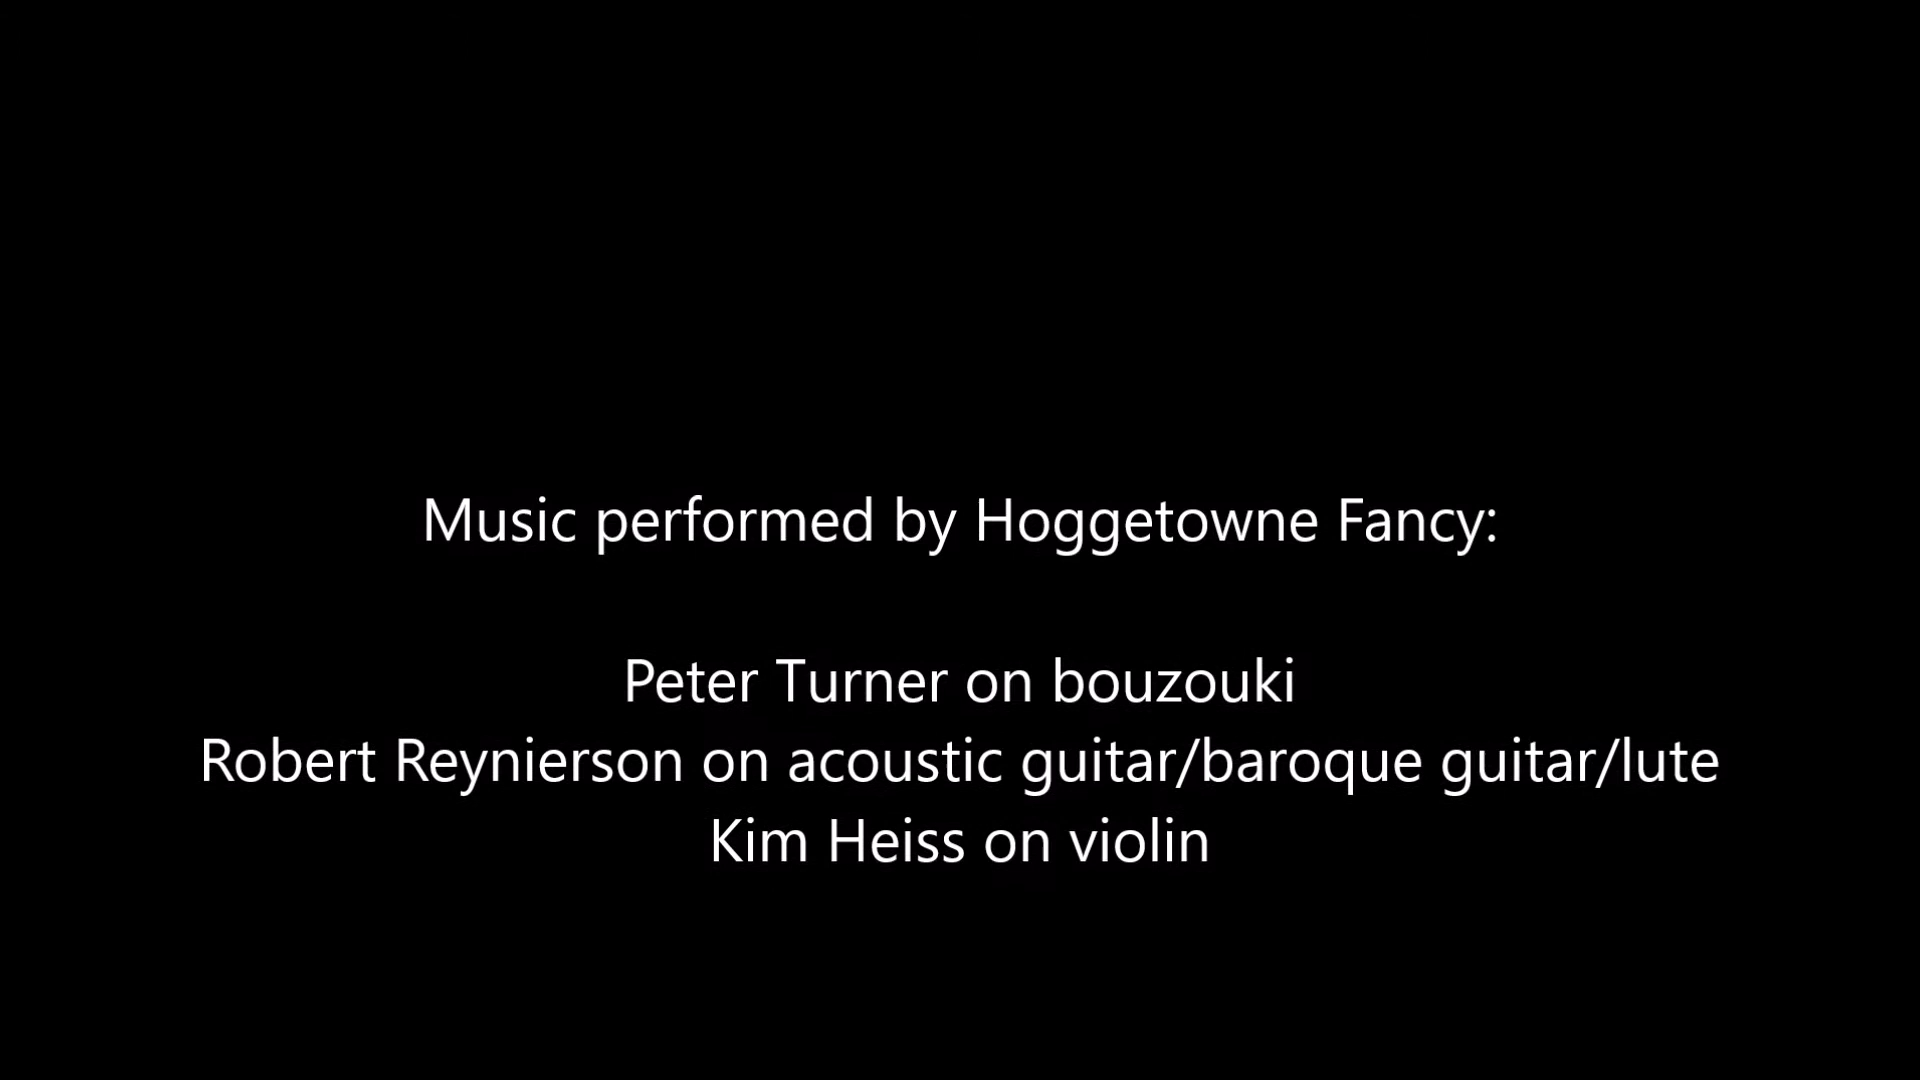 Music performed by Hoggetowne Fancy:
Peter Turner on bouzouki
Robert Reynierson on acoustic guitar/baroque guitar/lute
Kim Heiss on violin